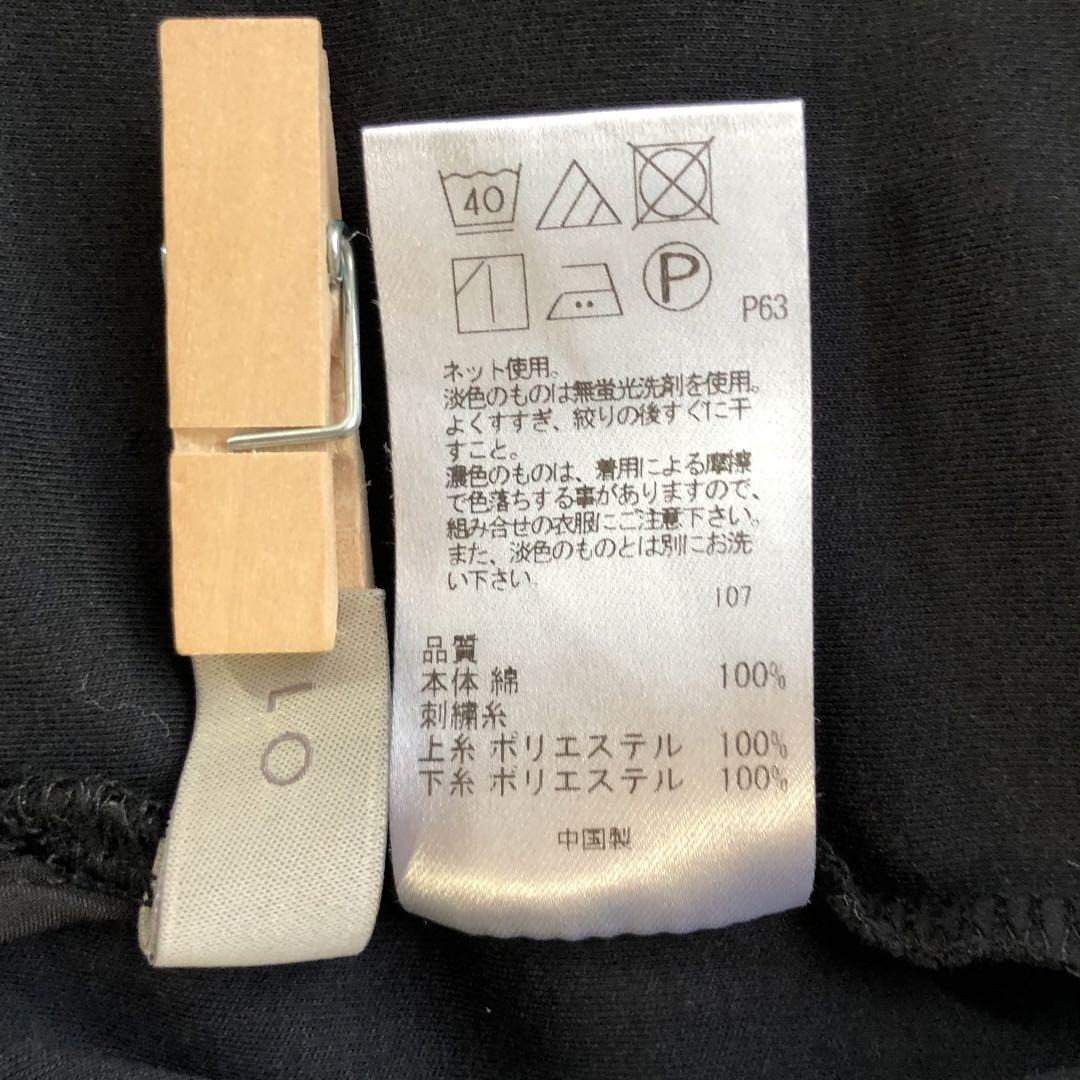 40
P
P63
ネット使用。
淡色のものは無蛍光洗剤を使用。
よくすすぎ、絞りの後すぐに干
すこと。
濃色のものは、着用による摩擦
で色落ちする事がありますので、
組み合せの衣服にご注意下さい。
また、淡色のものとは別にお洗
い下さい。
107
品質
本体 綿 100%
刺繍糸
上糸 ポリエステル 100%
下糸 ポリエステル 100%
中国製
LO